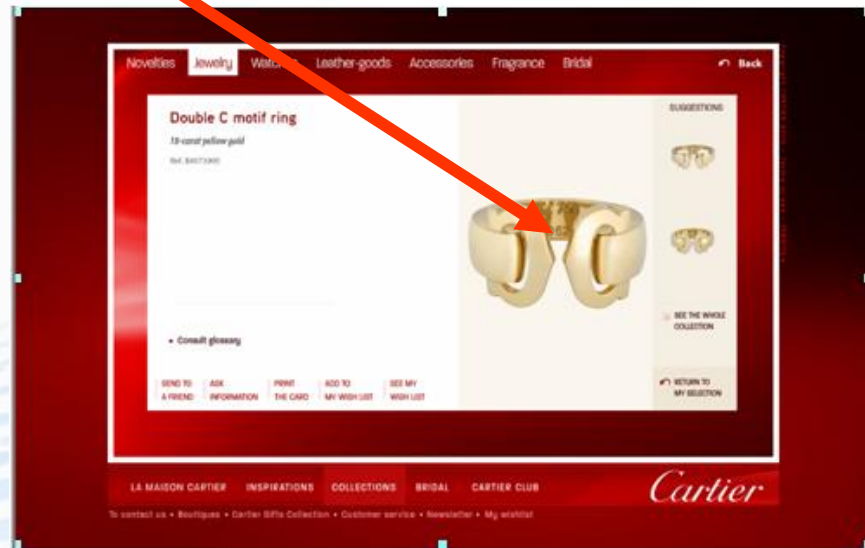 Novelties Jewelry Watches Leather-goods Accessories Fragrance Bridal Back
Double C motif ring
18-carat yellow gold
SUGGESTIONS
SEE THE WHOLE
COLLECTION
• Consult glossary
SEND TO
A FRIEND
ASK
INFORMATION
PRINT
THE CARD
ADD TO
MY WISH LIST
SEE MY
WISH LIST
RETURN TO
MY SELECTION
LA MAISON CARTIER INSPIRATIONS COLLECTIONS BRIDAL CARTIER CLUB
Cartier
To contact us • Boutiques • Cartier Gifts Collection • Customer service • Newsletter • My wishlist